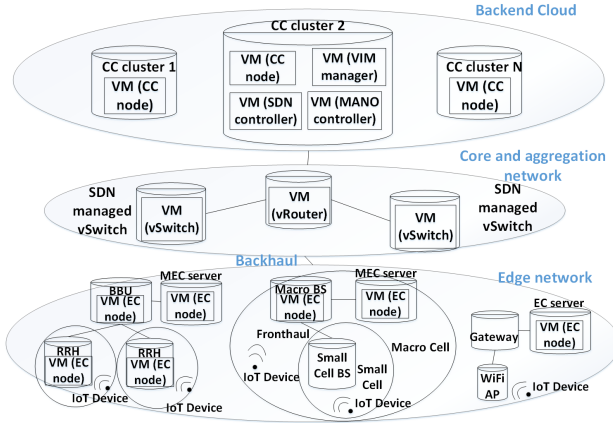 Backend Cloud
CC cluster 2
CC cluster 1
VM (CC
node)
VM (CC
node)
VM (VIM
manager)
VM (SDN
controller)
VM (MANO
controller)
CC cluster N
VM (CC
node)
Core and aggregation
network
SDN
managed
vSwitch
VM
(vSwitch)
VM
(vRouter)
VM
(vSwitch)
SDN
managed
vSwitch
Backhaul
Edge network
BBU
VM (EC
node)
MEC server
VM (EC
node)
RRH
VM (EC
node)
IoT Device
RRH
VM (EC
node)
IoT Device
Macro BS
VM (EC
node)
MEC server
VM (EC
node)
Fronthaul
Macro Cell
IoT Device
Small
Cell BS
Small
Cell
IoT Device
EC server
VM (EC
node)
Gateway
WiFi
AP
IoT Device